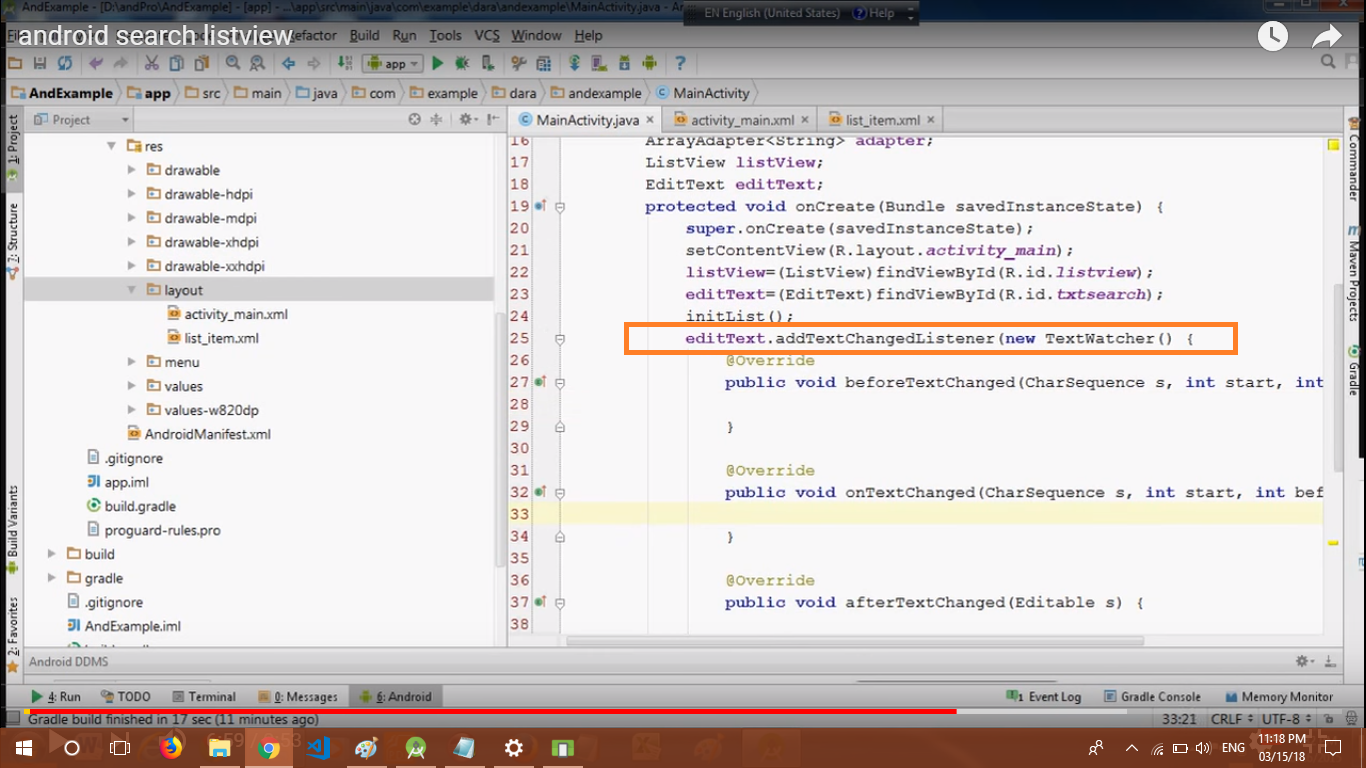 AndExample - [D:\andPro\AndExample] - [app] - ...\app\src\main\java\com\example\dara\andexample\MainActivity.java - An
EN English (United States) Help
android search listview
Refactor Build Run Tools VCS Window Help
app
AndExample app src main java com example dara andexample MainActivity
Project
MainActivity.java activity_main.xml list_item.xml
1: Project
7: Structure
Build Variants
2: Favorites
res
drawable
drawable-hdpi
drawable-mdpi
drawable-xhdpi
drawable-xxhdpi
layout
activity_main.xml
list_item.xml
menu
values
values-w820dp
AndroidManifest.xml
.gitignore
app.iml
build.gradle
proguard-rules.pro
build
gradle
.gitignore
AndExample.iml
16 ArrayAdapter<String> adapter;
17 ListView listView;
18 EditText editText;
19 protected void onCreate(Bundle savedInstanceState) {
20 super.onCreate(savedInstanceState);
21 setContentView(R.layout.activity_main);
22 listView=(ListView)findViewById(R.id.listview);
23 editText=(EditText)findViewById(R.id.txtsearch);
24 initList();
25 editText.addTextChangedListener(new TextWatcher() {
26 @Override
27 public void beforeTextChanged(CharSequence s, int start, int
28
29 }
30
31 @Override
32 public void onTextChanged(CharSequence s, int start, int bef
33
34 }
35
36 @Override
37 public void afterTextChanged(Editable s) {
38
Commander
Maven Projects
Gradle
Android DDMS
4: Run TODO Terminal 0: Messages 6: Android Event Log Gradle Console Memory Monitor
Gradle build finished in 17 sec (11 minutes ago) 33:21 CRLF UTF-8
6:59
ENG
11:18 PM
03/15/18